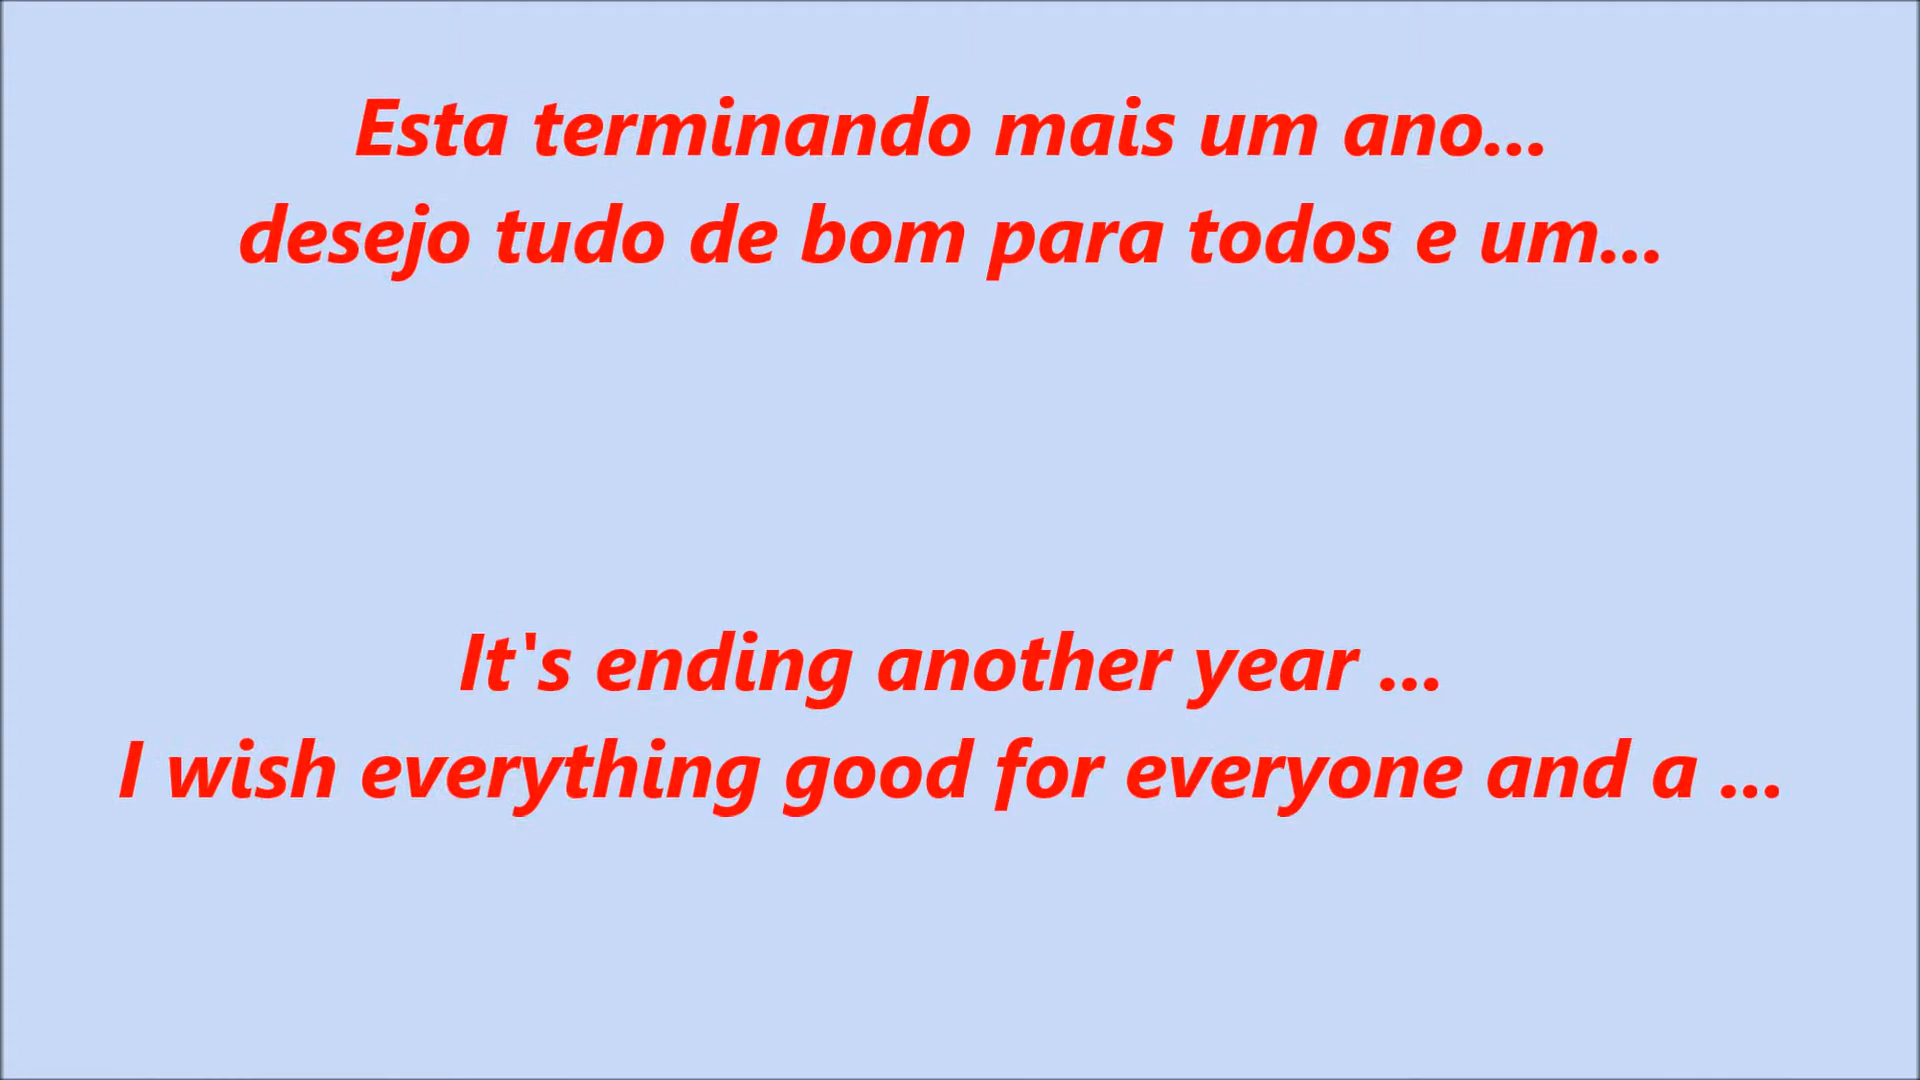 Esta terminando mais um ano...
desejo tudo de bom para todos e um...
It's ending another year ...
I wish everything good for everyone and a ...